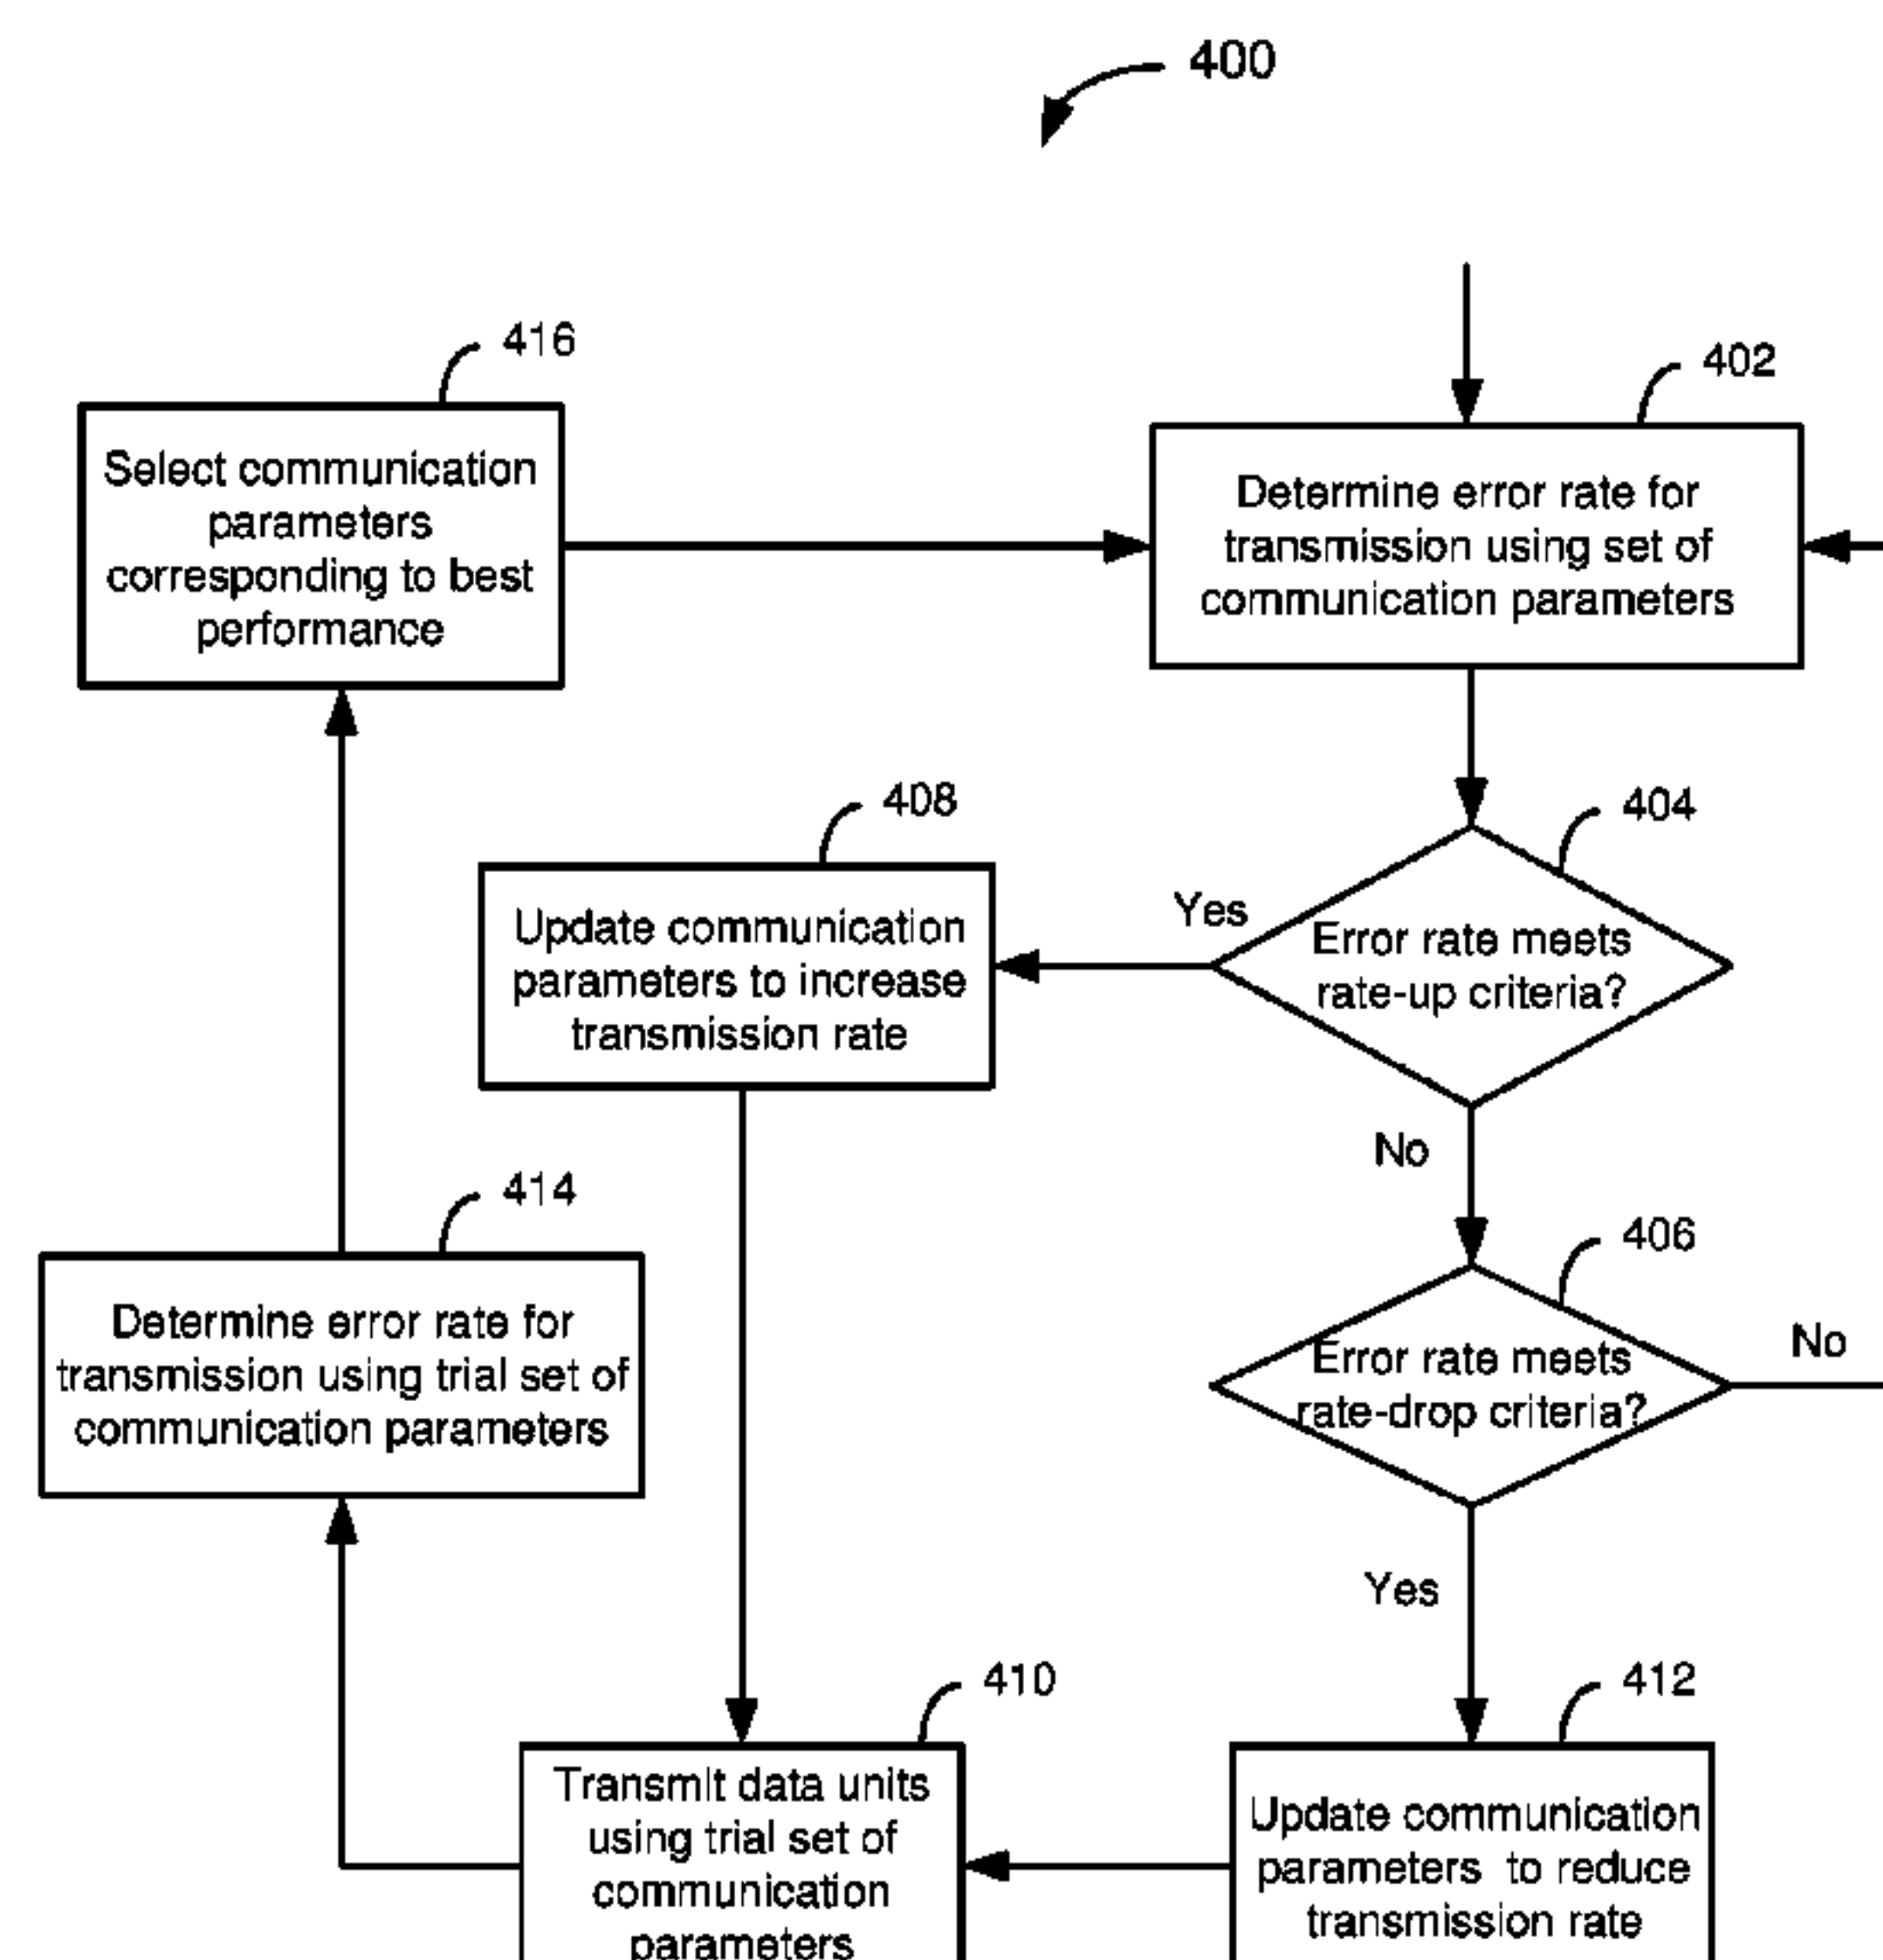 400
416
Select communication
parameters
corresponding to best
performance
402
Determine error rate for
transmission using set of
communication parameters
408
Update communication
parameters to increase
transmission rate
Yes
404
Error rate meets
rate-up criteria?
No
414
Determine error rate for
transmission using trial set of
communication parameters
406
Error rate meets
rate-drop criteria?
No
Yes
410
Transmit data units
using trial set of
communication
parameters
412
Update communication
parameters to reduce
transmission rate